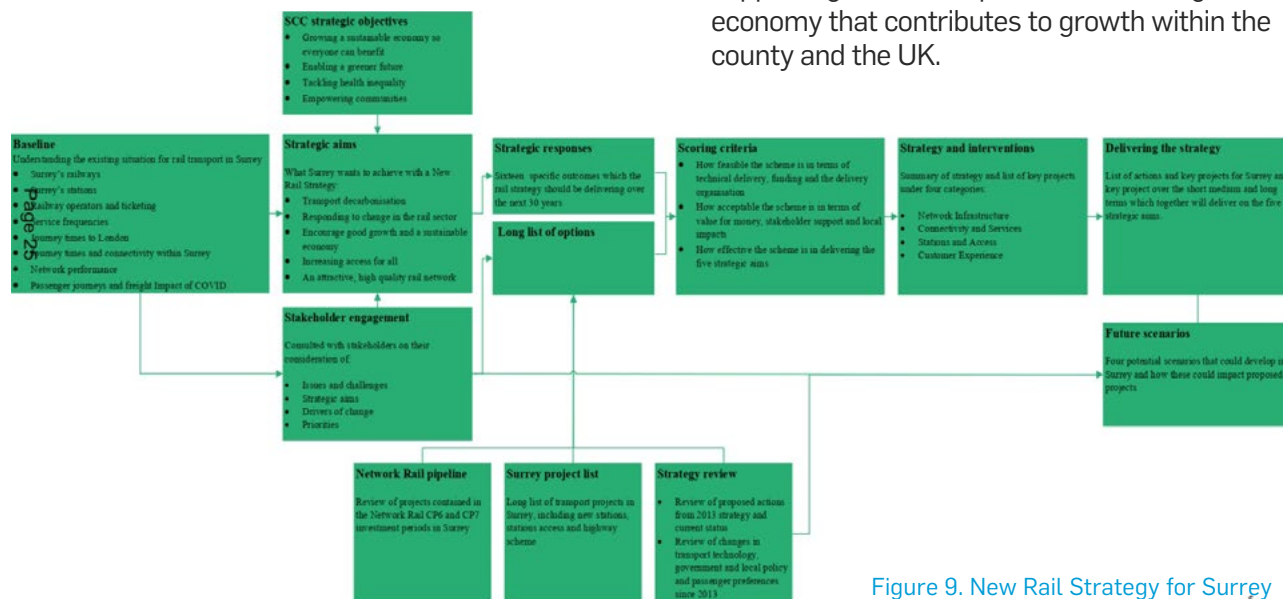 economy that contributes to growth within the
county and the UK.
SCC strategic objectives
● Growing a sustainable economy so
everyone can benefit
● Enabling a greener future
● Tackling health inequality
● Empowering communities
Baseline
Understanding the existing situation for rail transport in Surrey
● Surrey's railways
● Surrey's stations
● Railway operators and ticketing
● Service frequencies
● Journey times to London
● Journey times and connectivity within Surrey
● Network performance
● Passenger journeys and freight Impact of COVID
Page 25
Strategic aims
What Surrey wants to achieve with a New
Rail Strategy:
● Transport decarbonisation
● Responding to change in the rail sector
● Encourage good growth and a sustainable
economy
● Increasing access for all
● An attractive, high quality rail network
Stakeholder engagement
Consulted with stakeholders on their
consideration of:
● Issues and challenges
● Strategic aims
● Drivers of change
● Priorities
Strategic responses
Sixteen specific outcomes which the
rail strategy should be delivering over
the next 30 years
Long list of options
Scoring criteria
● How feasible the scheme is in terms of
technical delivery, funding and the delivery
organisation
● How acceptable the scheme is in terms of
value for money, stakeholder support and local
impacts
● How effective the scheme is in delivering the
five strategic aims
Strategy and interventions
Summary of strategy and list of key projects
under four categories:
● Network Infrastructure
● Connectivity and Services
● Stations and Access
● Customer Experience
Delivering the strategy
List of actions and key projects for Surrey an
key project over the short medium and long
terms which together will deliver on the five
strategic aims.
Future scenarios
Four potential scenarios that could develop in
Surrey and how these could impact proposed
projects
Network Rail pipeline
Review of projects contained in
the Network Rail CP6 and CP7
investment periods in Surrey
Surrey project list
Long list of transport projects in
Surrey, including new stations,
stations access and highway
scheme
Strategy review
● Review of proposed actions
from 2013 strategy and
current status
● Review of changes in
transport technology,
government and local policy
and passenger preferences
since 2013
Figure 9. New Rail Strategy for Surrey